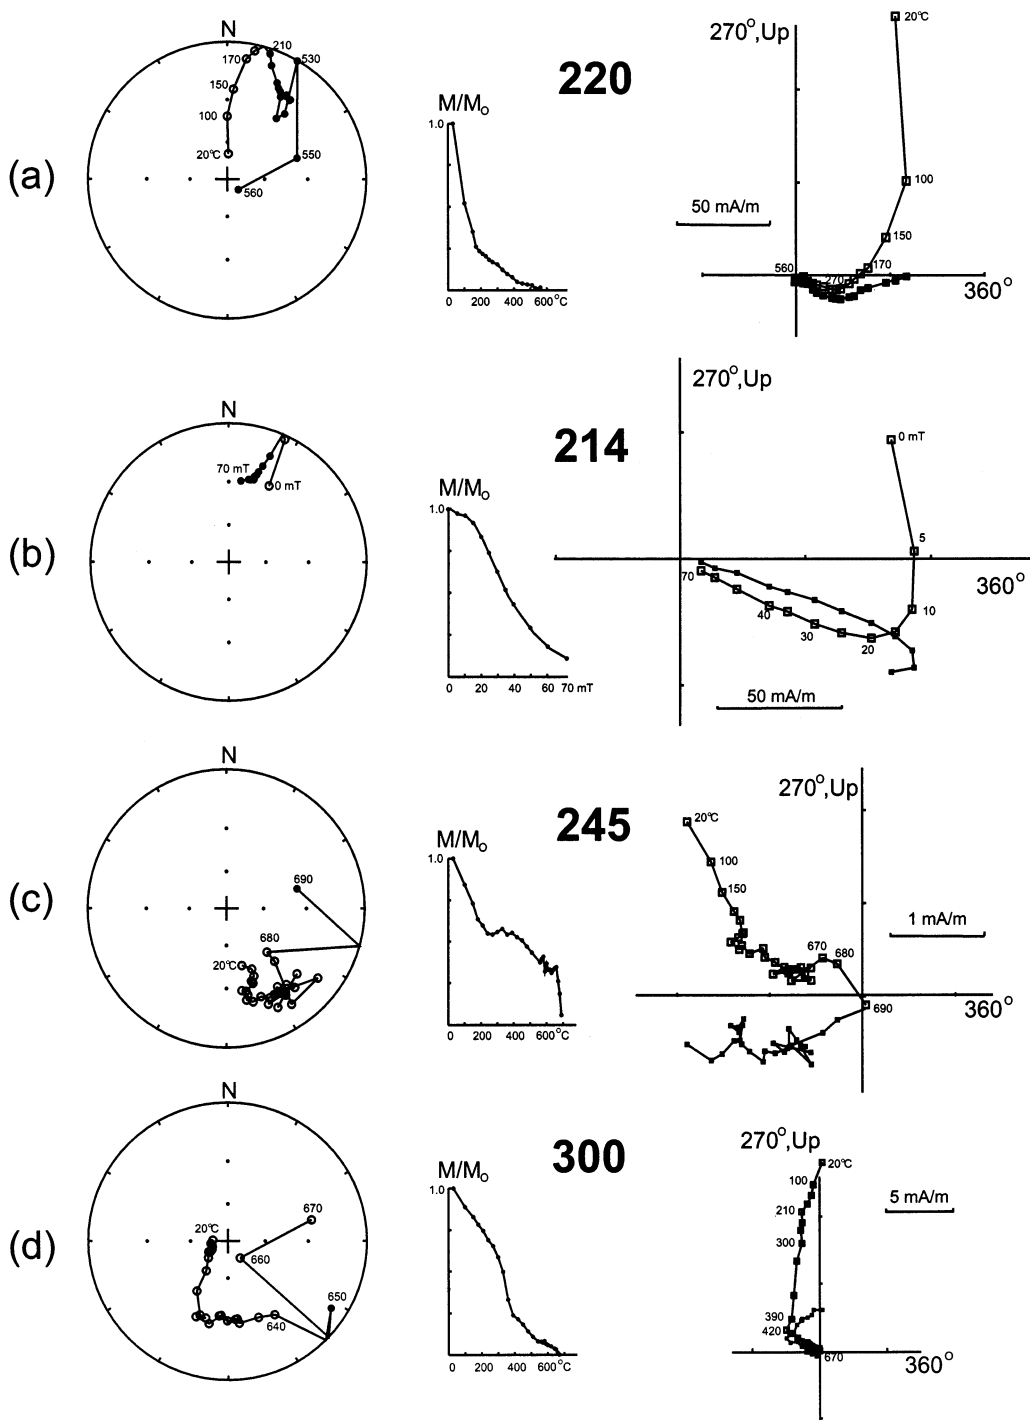 (a)
N
210
530
170
150
100
20°C
550
560
220
M/Mo
1.0
0 200 400 600°C
270°,Up
20°C
100
50 mA/m
150
170
560
270
360°
(b)
N
70 mT
0 mT
214
M/Mo
1.0
0 20 40 60 70 mT
270°,Up
0 mT
5
360°
70
10
40
30
20
50 mA/m
(c)
N
690
680
20°C
245
M/Mo
1.0
0 200 400 600°C
270°,Up
20°C
100
150
1 mA/m
670
680
690
360°
(d)
N
670
20°C
660
650
640
300
M/Mo
1.0
0 200 400 600°C
270°,Up
20°C
100
5 mA/m
210
300
390
420
670
360°